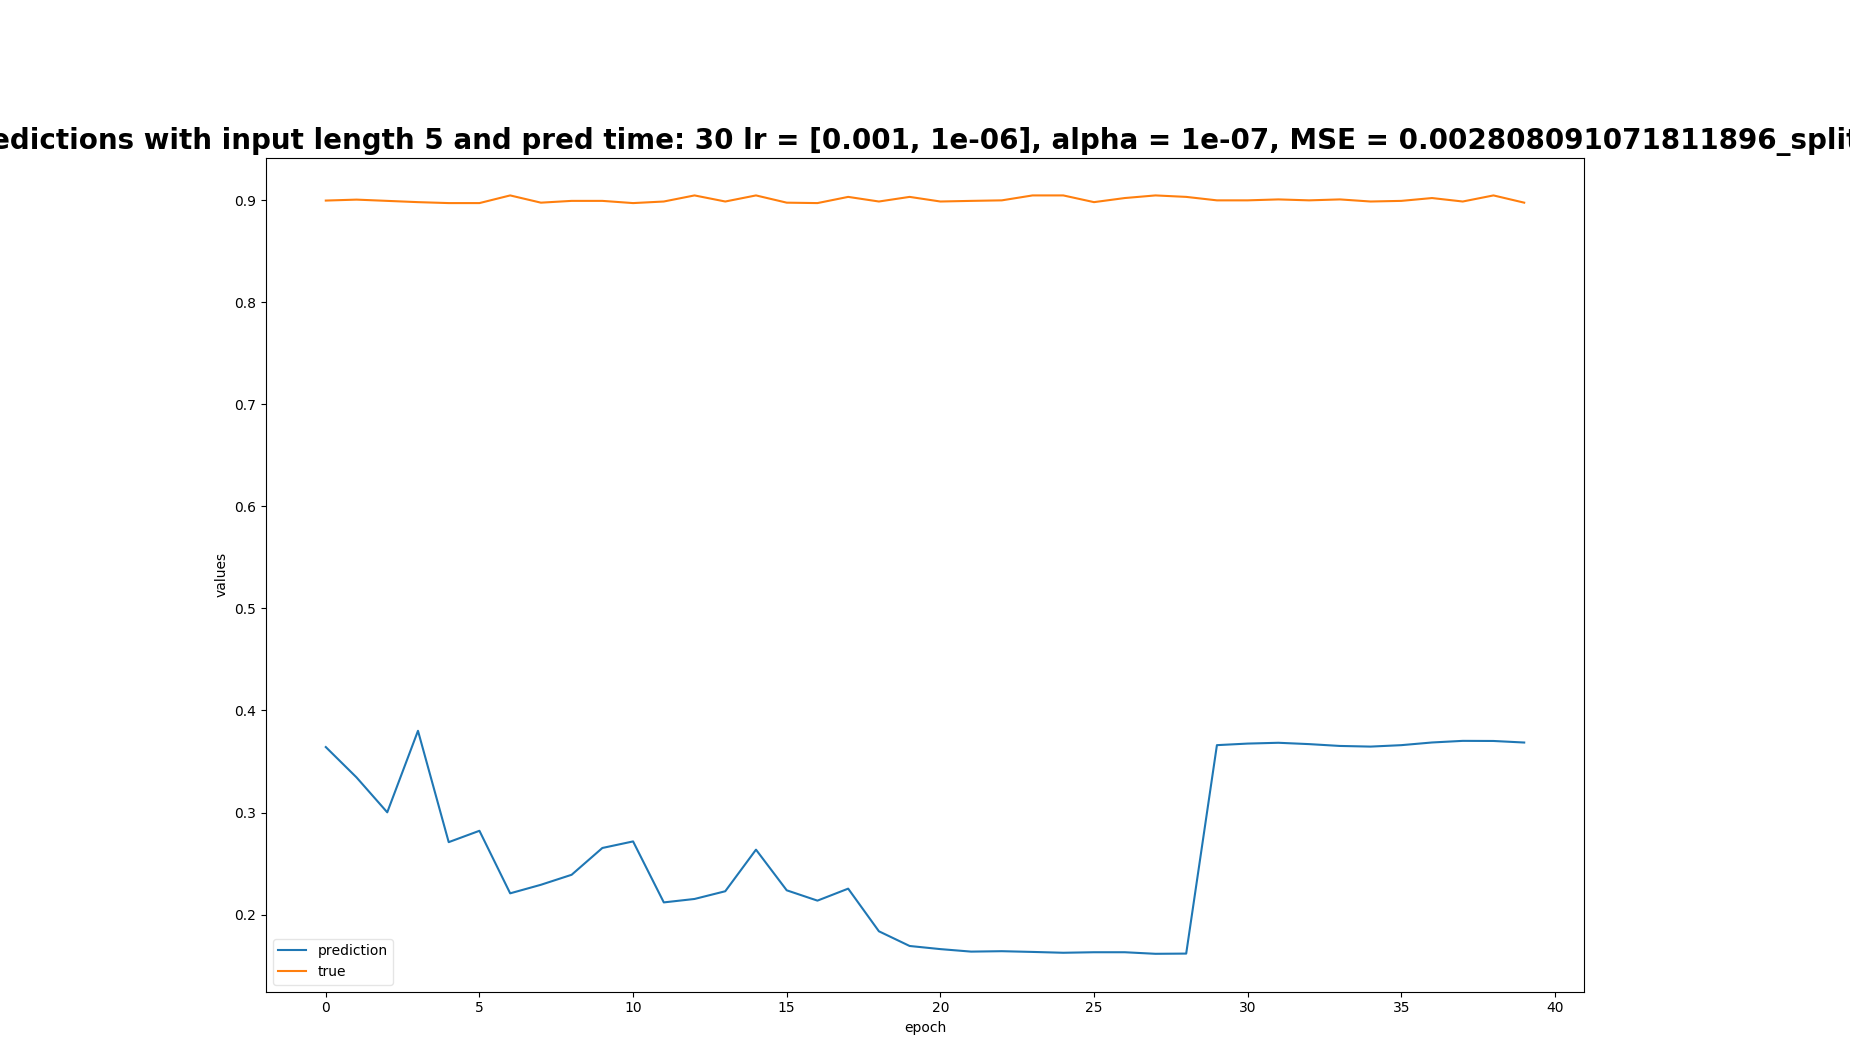 edictions with input length 5 and pred time: 30 lr = [0.001, 1e-06], alpha = 1e-07, MSE = 0.002808091071811896_split
0.9
0.8
0.7
0.6
0.5
0.4
0.3
0.2
values
prediction
true
0 5 10 15 20 25 30 35 40
epoch